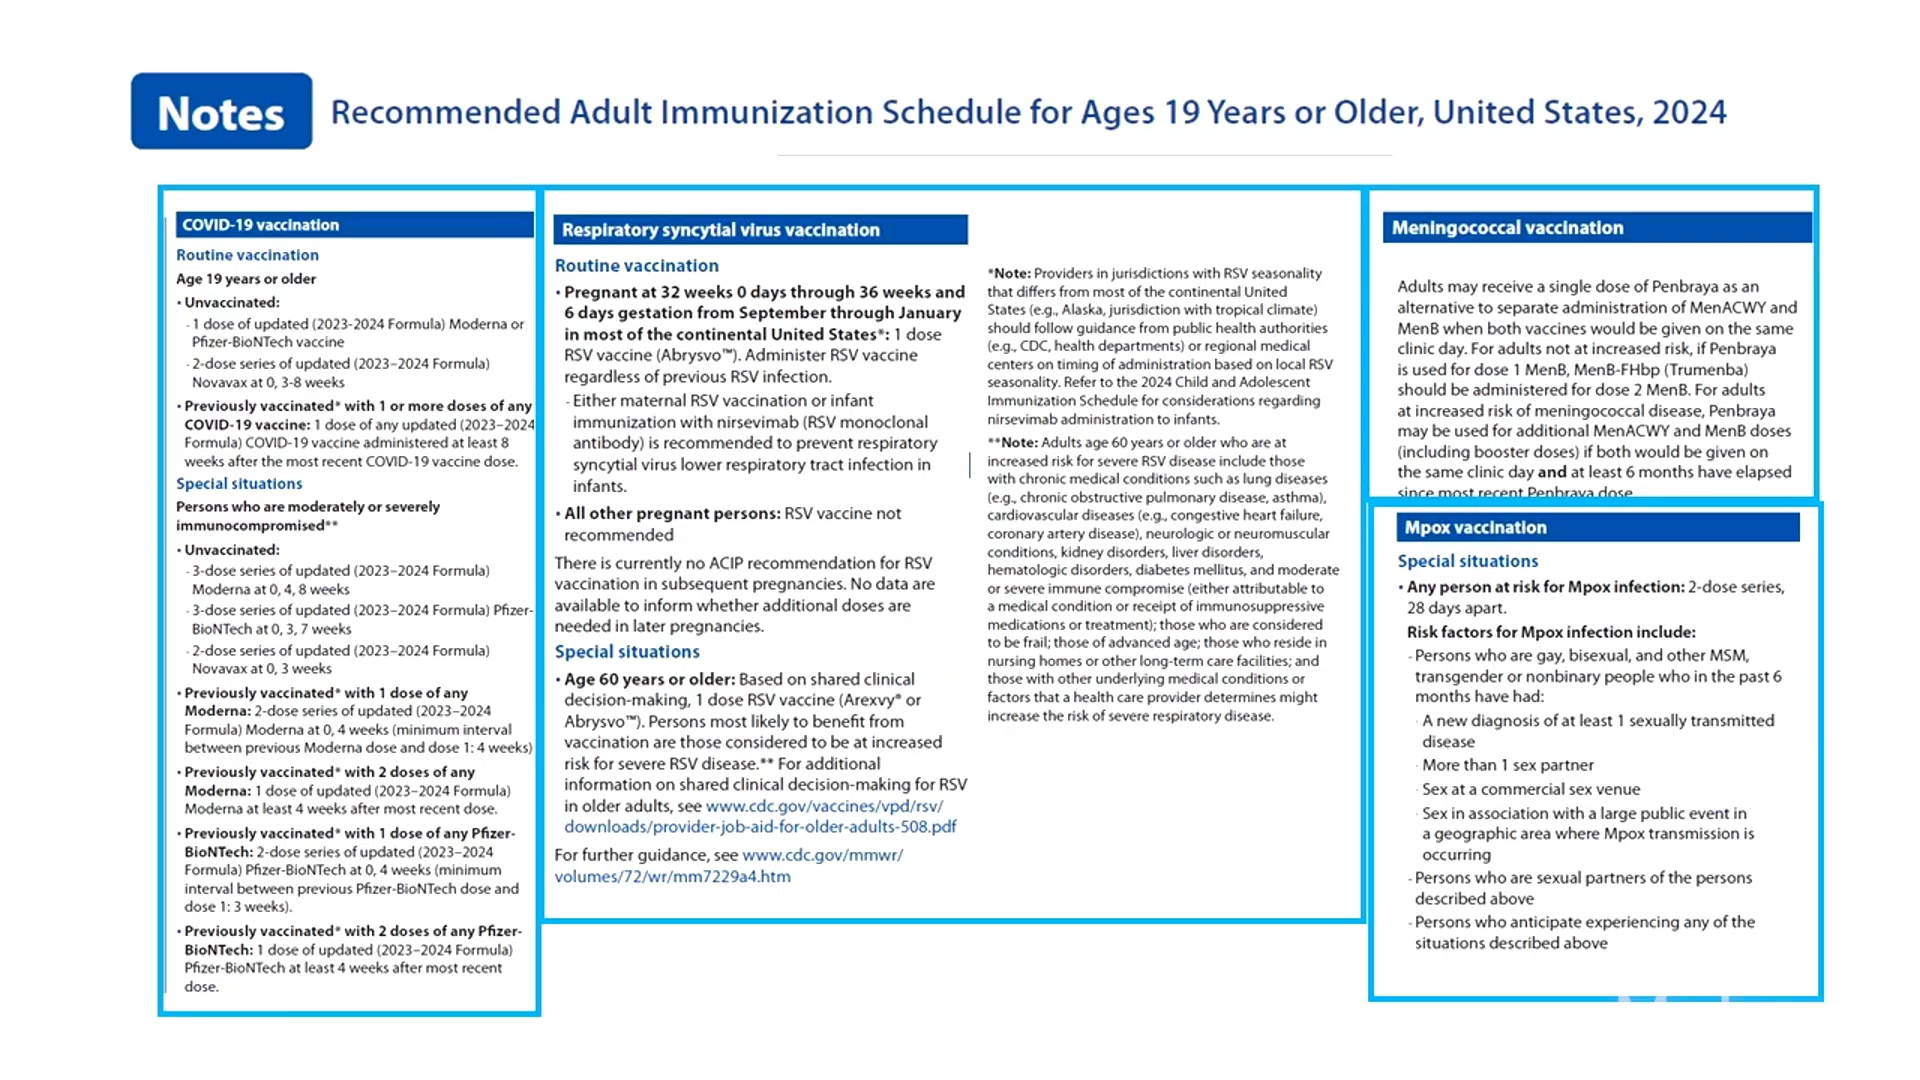 Notes
Recommended Adult Immunization Schedule for Ages 19 Years or Older, United States, 2024
COVID-19 vaccination
Routine vaccination
Age 19 years or older
• Unvaccinated:
- 1 dose of updated (2023-2024 Formula) Moderna or
Pfizer-BioNTech vaccine
- 2-dose series of updated (2023–2024 Formula)
Novavax at 0, 3-8 weeks
• Previously vaccinated* with 1 or more doses of any
COVID-19 vaccine: 1 dose of any updated (2023–2024
Formula) COVID-19 vaccine administered at least 8
weeks after the most recent COVID-19 vaccine dose.
Special situations
Persons who are moderately or severely
immunocompromised**
• Unvaccinated:
- 3-dose series of updated (2023–2024 Formula)
Moderna at 0, 4, 8 weeks
- 3-dose series of updated (2023–2024 Formula) Pfizer-
BioNTech at 0, 3, 7 weeks
- 2-dose series of updated (2023–2024 Formula)
Novavax at 0, 3 weeks
• Previously vaccinated* with 1 dose of any
Moderna: 2-dose series of updated (2023–2024
Formula) Moderna at 0, 4 weeks (minimum interval
between previous Moderna dose and dose 1: 4 weeks)
• Previously vaccinated* with 2 doses of any
Moderna: 1 dose of updated (2023–2024 Formula)
Moderna at least 4 weeks after most recent dose.
• Previously vaccinated* with 1 dose of any Pfizer-
BioNTech: 2-dose series of updated (2023–2024
Formula) Pfizer-BioNTech at 0, 4 weeks (minimum
interval between previous Pfizer-BioNTech dose and
dose 1: 3 weeks).
• Previously vaccinated* with 2 doses of any Pfizer-
BioNTech: 1 dose of updated (2023–2024 Formula)
Pfizer-BioNTech at least 4 weeks after most recent
dose.
Respiratory syncytial virus vaccination
Routine vaccination
• Pregnant at 32 weeks 0 days through 36 weeks and
6 days gestation from September through January
in most of the continental United States*: 1 dose
RSV vaccine (Abrysvo™). Administer RSV vaccine
regardless of previous RSV infection.
- Either maternal RSV vaccination or infant
immunization with nirsevimab (RSV monoclonal
antibody) is recommended to prevent respiratory
syncytial virus lower respiratory tract infection in
infants.
• All other pregnant persons: RSV vaccine not
recommended
There is currently no ACIP recommendation for RSV
vaccination in subsequent pregnancies. No data are
available to inform whether additional doses are
needed in later pregnancies.
Special situations
• Age 60 years or older: Based on shared clinical
decision-making, 1 dose RSV vaccine (Arexvy® or
Abrysvo™). Persons most likely to benefit from
vaccination are those considered to be at increased
risk for severe RSV disease.** For additional
information on shared clinical decision-making for RSV
in older adults, see www.cdc.gov/vaccines/vpd/rsv/
downloads/provider-job-aid-for-older-adults-508.pdf
For further guidance, see www.cdc.gov/mmwr/
volumes/72/wr/mm7229a4.htm
*Note: Providers in jurisdictions with RSV seasonality
that differs from most of the continental United
States (e.g., Alaska, jurisdiction with tropical climate)
should follow guidance from public health authorities
(e.g., CDC, health departments) or regional medical
centers on timing of administration based on local RSV
seasonality. Refer to the 2024 Child and Adolescent
Immunization Schedule for considerations regarding
nirsevimab administration to infants.
**Note: Adults age 60 years or older who are at
increased risk for severe RSV disease include those
with chronic medical conditions such as lung diseases
(e.g., chronic obstructive pulmonary disease, asthma),
cardiovascular diseases (e.g., congestive heart failure,
coronary artery disease), neurologic or neuromuscular
conditions, kidney disorders, liver disorders,
hematologic disorders, diabetes mellitus, and moderate
or severe immune compromise (either attributable to
a medical condition or receipt of immunosuppressive
medications or treatment); those who are considered
to be frail; those of advanced age; those who reside in
nursing homes or other long-term care facilities; and
those with other underlying medical conditions or
factors that a health care provider determines might
increase the risk of severe respiratory disease.
Meningococcal vaccination
Adults may receive a single dose of Penbraya as an
alternative to separate administration of MenACWY and
MenB when both vaccines would be given on the same
clinic day. For adults not at increased risk, if Penbraya
is used for dose 1 MenB, MenB-FHbp (Trumenba)
should be administered for dose 2 MenB. For adults
at increased risk of meningococcal disease, Penbraya
may be used for additional MenACWY and MenB doses
(including booster doses) if both would be given on
the same clinic day and at least 6 months have elapsed
since most recent Penbraya dose
Mpox vaccination
Special situations
• Any person at risk for Mpox infection: 2-dose series,
28 days apart.
Risk factors for Mpox infection include:
- Persons who are gay, bisexual, and other MSM,
transgender or nonbinary people who in the past 6
months have had:
· A new diagnosis of at least 1 sexually transmitted
disease
· More than 1 sex partner
· Sex at a commercial sex venue
· Sex in association with a large public event in
a geographic area where Mpox transmission is
occurring
- Persons who are sexual partners of the persons
described above
- Persons who anticipate experiencing any of the
situations described above